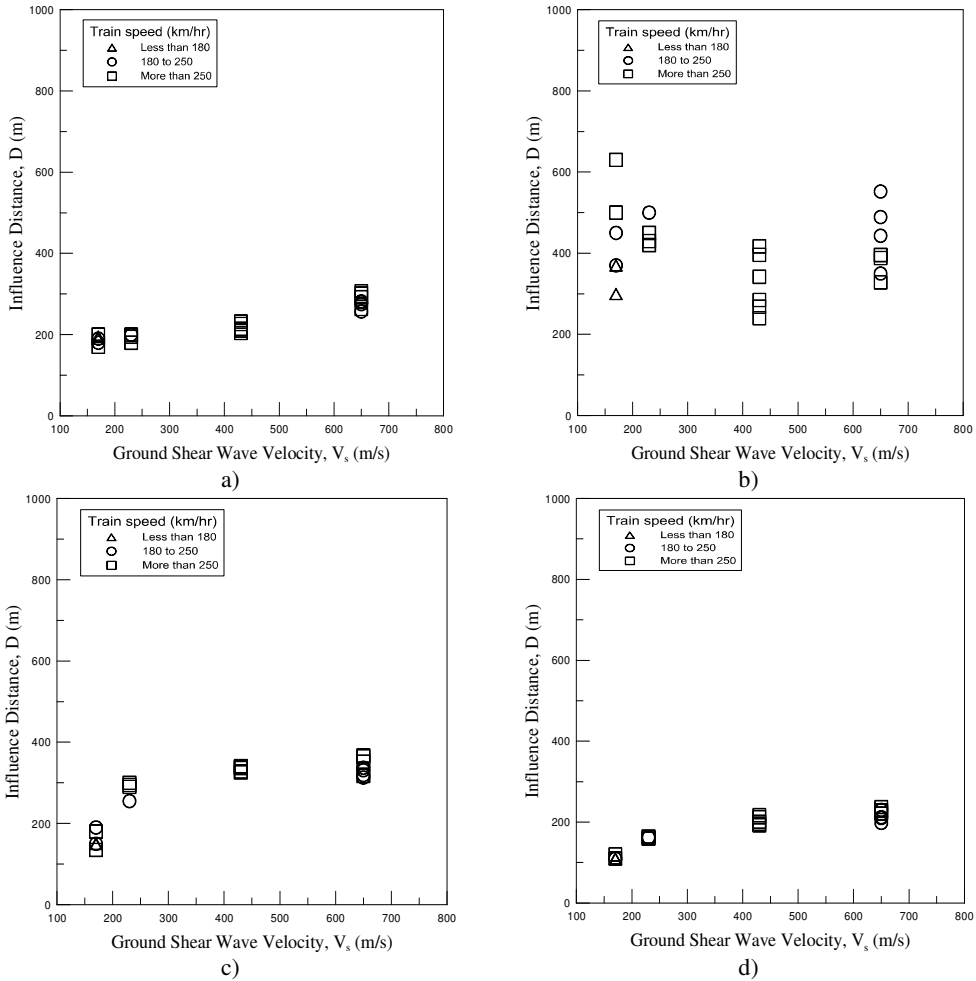 1000
800
600
400
200
0
Influence Distance, D (m)
Train speed (km/hr)
Less than 180
180 to 250
More than 250
100 200 300 400 500 600 700 800
Ground Shear Wave Velocity, Vs (m/s)
a)
1000
800
600
400
200
0
Influence Distance, D (m)
Train speed (km/hr)
Less than 180
180 to 250
More than 250
100 200 300 400 500 600 700 800
Ground Shear Wave Velocity, Vs (m/s)
b)
1000
800
600
400
200
0
Influence Distance, D (m)
Train speed (km/hr)
Less than 180
180 to 250
More than 250
100 200 300 400 500 600 700 800
Ground Shear Wave Velocity, Vs (m/s)
c)
1000
800
600
400
200
0
Influence Distance, D (m)
Train speed (km/hr)
Less than 180
180 to 250
More than 250
100 200 300 400 500 600 700 800
Ground Shear Wave Velocity, Vs (m/s)
d)